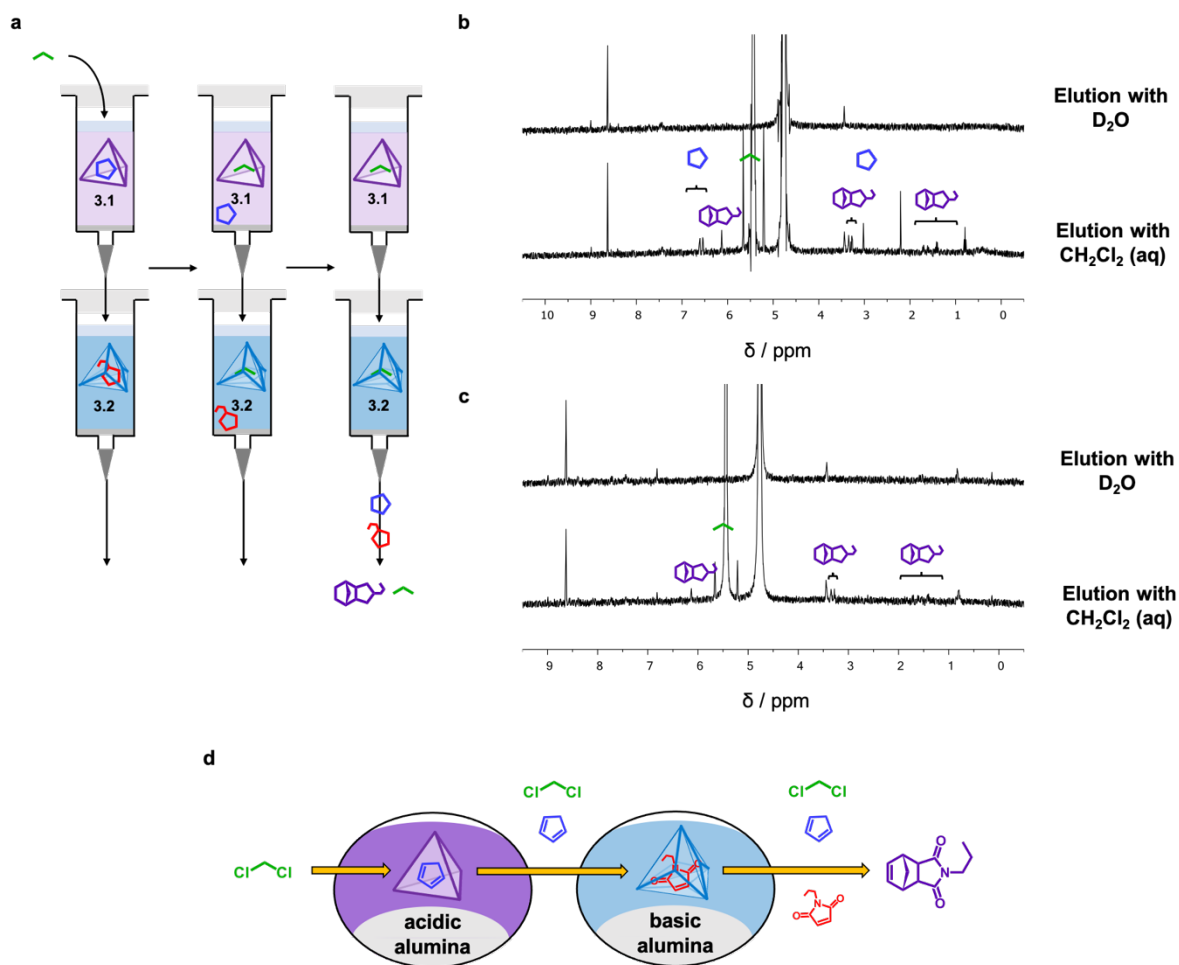 a
3.1
3.1
3.1
3.2
3.2
3.2
b
Elution with
D₂O
Elution with
CH₂Cl₂ (aq)
10 9 8 7 6 5 4 3 2 1 0
δ / ppm
c
Elution with
D₂O
Elution with
CH₂Cl₂ (aq)
9 8 7 6 5 4 3 2 1 0
δ / ppm
d
Cl Cl
acidic
alumina
Cl Cl
N
O O
basic
alumina
Cl Cl
N
O O
O
N
O